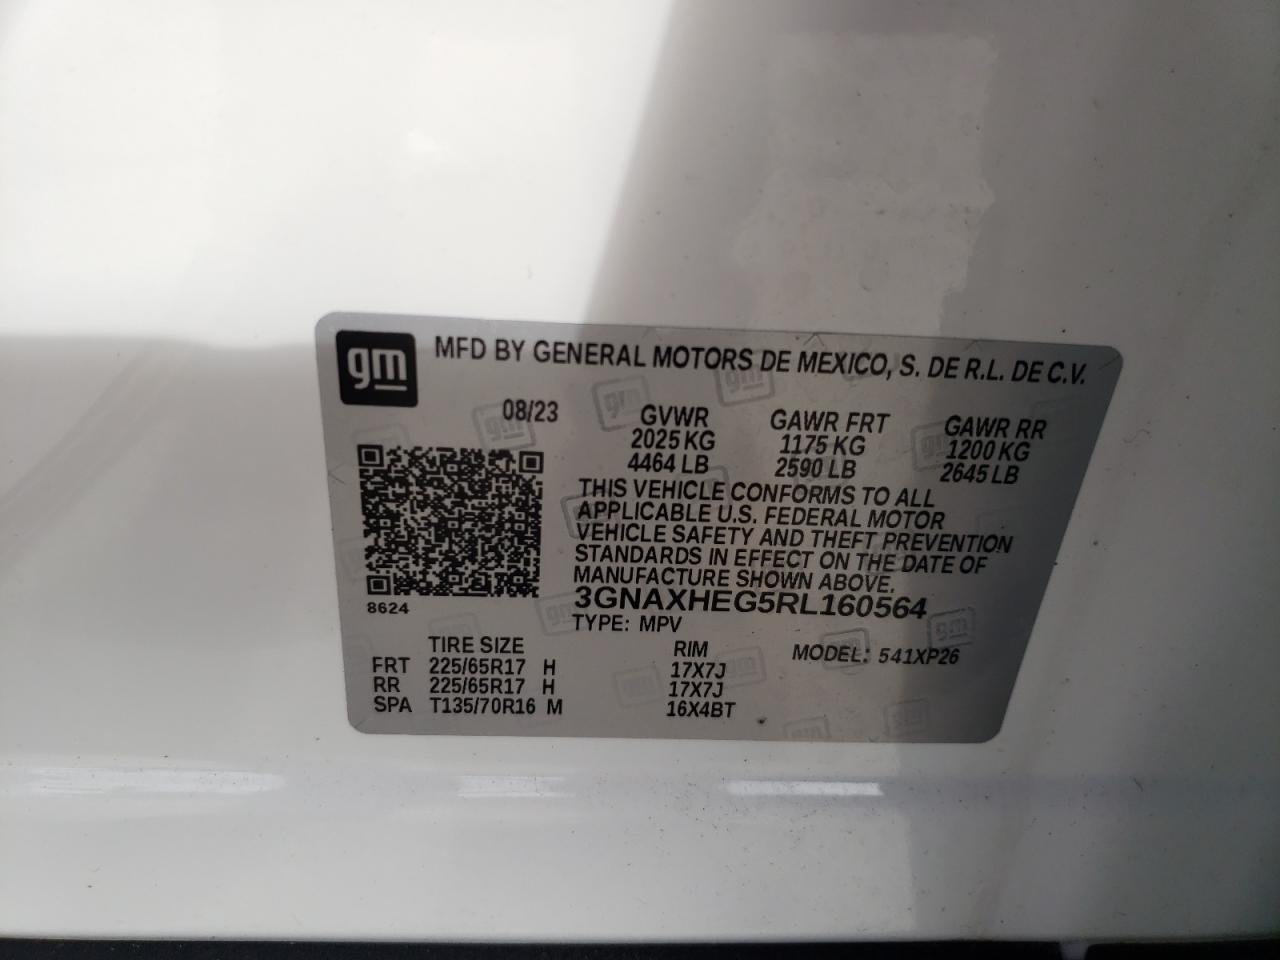 gm
MFD BY GENERAL MOTORS DE MEXICO, S. DE R.L. DE C.V.
08/23 GVWR GAWR FRT GAWR RR
2025 KG 1175 KG 1200 KG
4464 LB 2590 LB 2645 LB
THIS VEHICLE CONFORMS TO ALL
APPLICABLE U.S. FEDERAL MOTOR
VEHICLE SAFETY AND THEFT PREVENTION
STANDARDS IN EFFECT ON THE DATE OF
MANUFACTURE SHOWN ABOVE.
8624
3GNAXHEG5RL160564
TYPE: MPV
TIRE SIZE RIM MODEL: 541XP26
FRT 225/65R17 H 17X7J
RR 225/65R17 H 17X7J
SPA T135/70R16 M 16X4BT